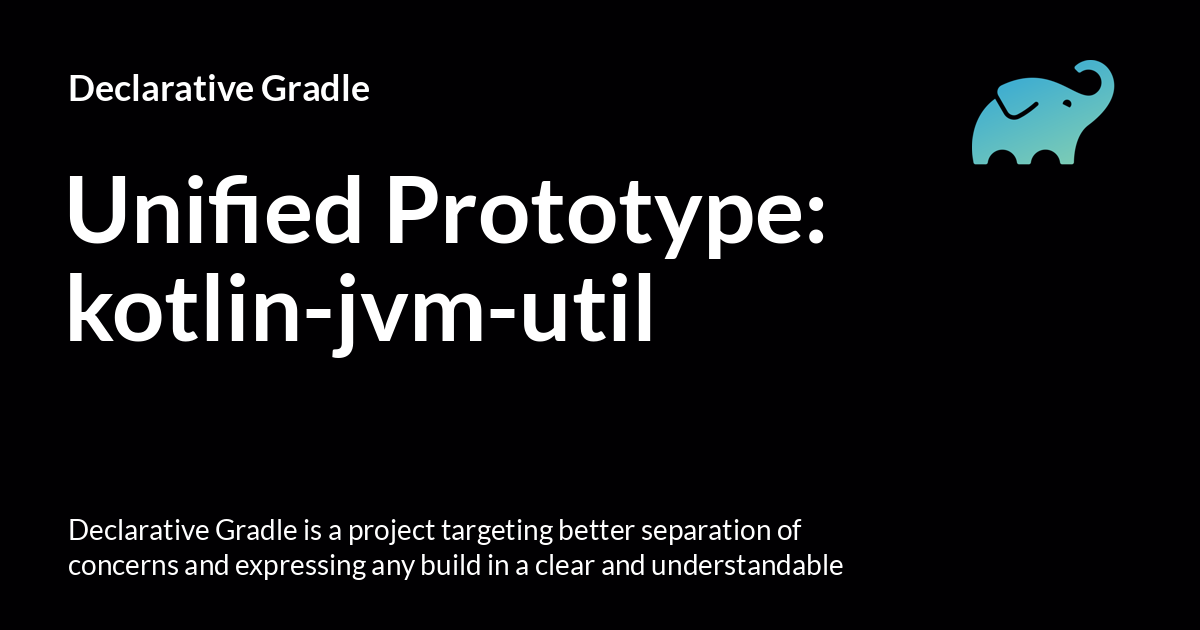 Declarative Gradle
Unified Prototype:
kotlin-jvm-util
Declarative Gradle is a project targeting better separation of
concerns and expressing any build in a clear and understandable